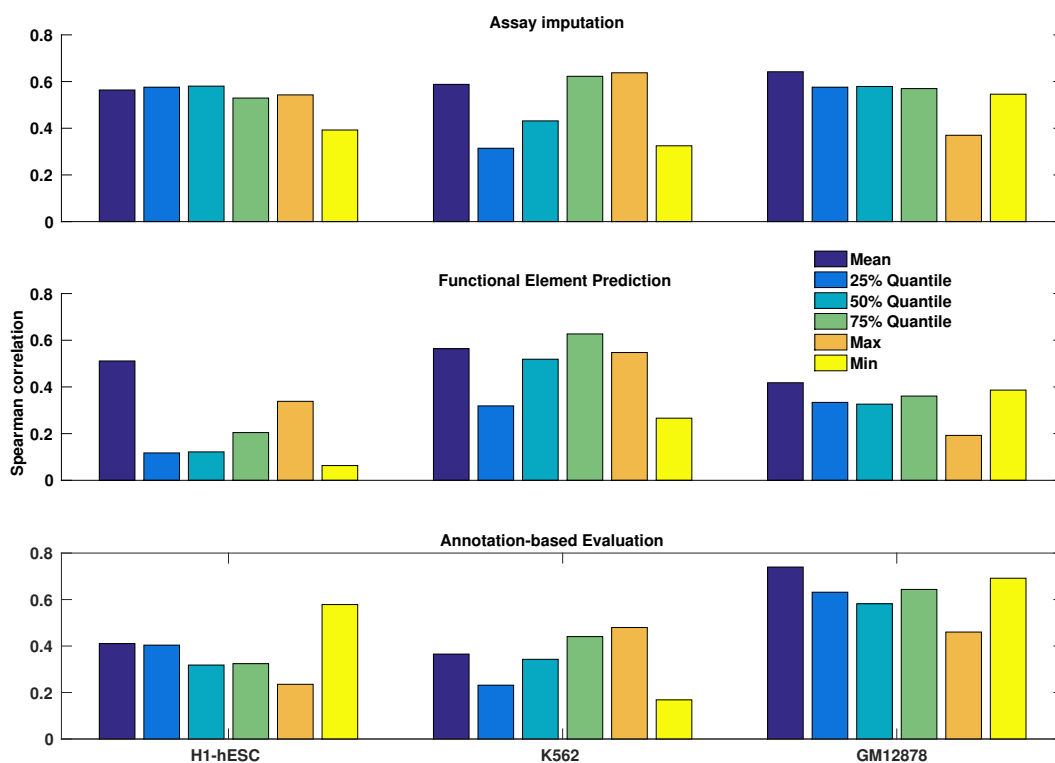 Assay imputation
0.8
0.6
0.4
0.2
0
Functional Element Prediction
0.8
0.6
0.4
0.2
0
Spearman correlation
Mean
25% Quantile
50% Quantile
75% Quantile
Max
Min
Annotation-based Evaluation
0.8
0.6
0.4
0.2
0
H1-hESC K562 GM12878